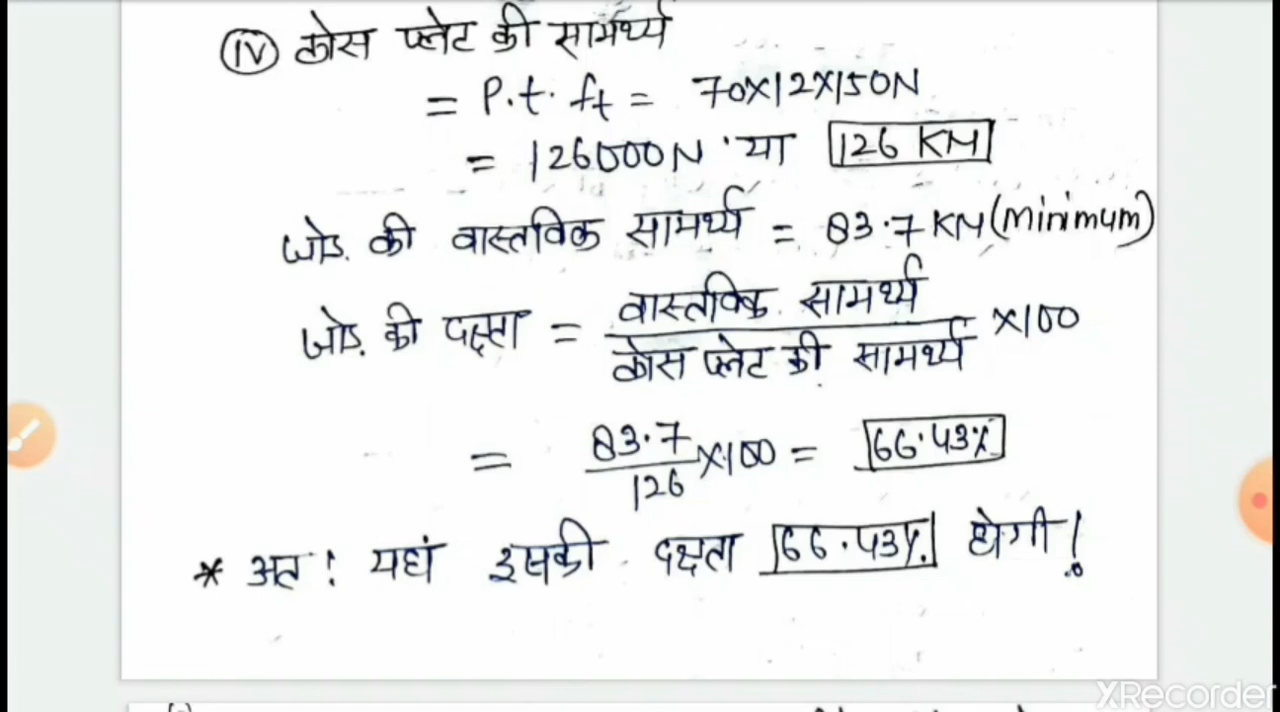 (iv) ठोस प्लेट की सामर्थ्य
= P.t. ft = 70×12×150N
= 126000N या 126 KN
जोड़ की वास्तविक सामर्थ्य = 83.7 KN (minimum)
जोड़ की दक्षता = वास्तविक सामर्थ्य / ठोस प्लेट की सामर्थ्य ×100
= 83.7 / 126 ×100 = 66.43%
* अतः यहां इसकी दक्षता 66.43% होगी!
XRecorder